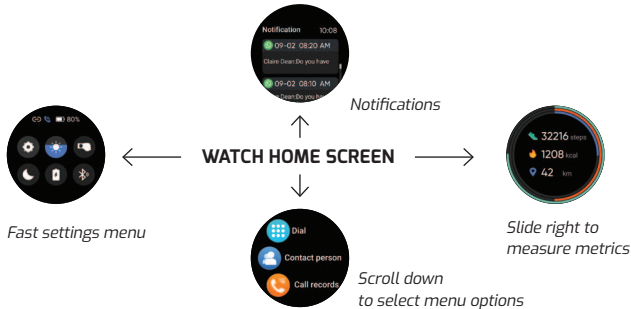 Notification 10:08
09-02 08:20 AM
Claire Dean:Do you have
09-02 08:10 AM
Dean:Do you ha
Notifications
80%
WATCH HOME SCREEN
32216 steps
1208 kcal
42 km
Fast settings menu
Slide right to
measure metrics
Dial
Contact person
Call records
Scroll down
to select menu options